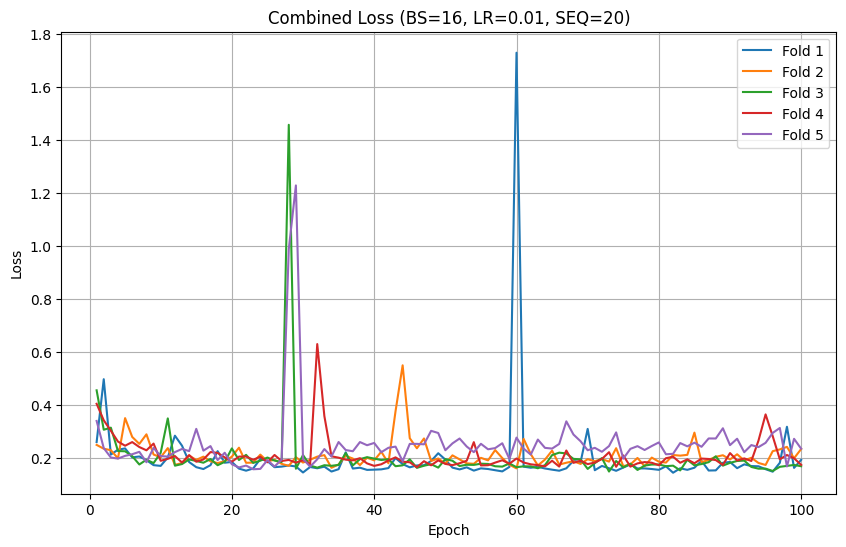 Combined Loss (BS=16, LR=0.01, SEQ=20)
1.8
1.6
1.4
1.2
1.0
0.8
0.6
0.4
0.2
Loss
Fold 1
Fold 2
Fold 3
Fold 4
Fold 5
0 20 40 60 80 100
Epoch